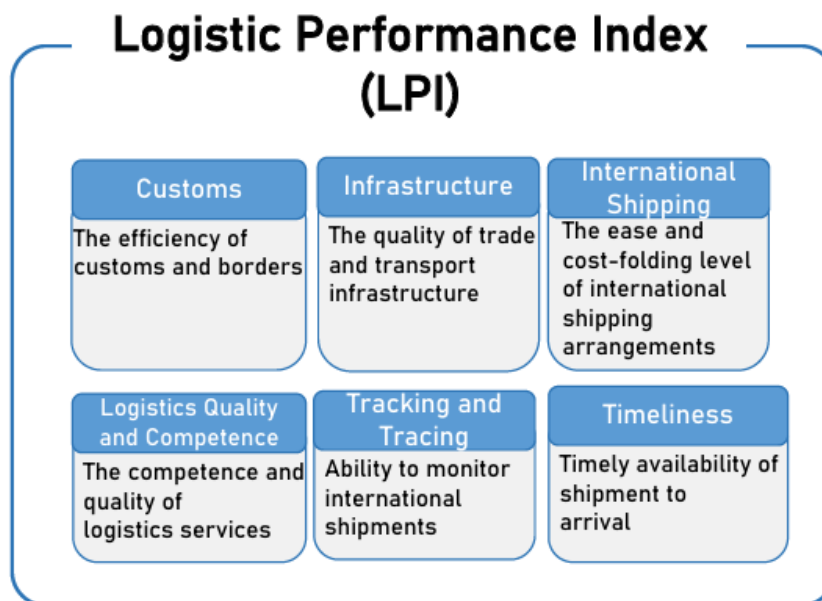 Logistic Performance Index
(LPI)
Customs
The efficiency of
customs and borders
Infrastructure
The quality of trade
and transport
infrastructure
International
Shipping
The ease and
cost-folding level
of international
shipping
arrangements
Logistics Quality
and Competence
The competence and
quality of
logistics services
Tracking and
Tracing
Ability to monitor
international
shipments
Timeliness
Timely availability of
shipment to
arrival